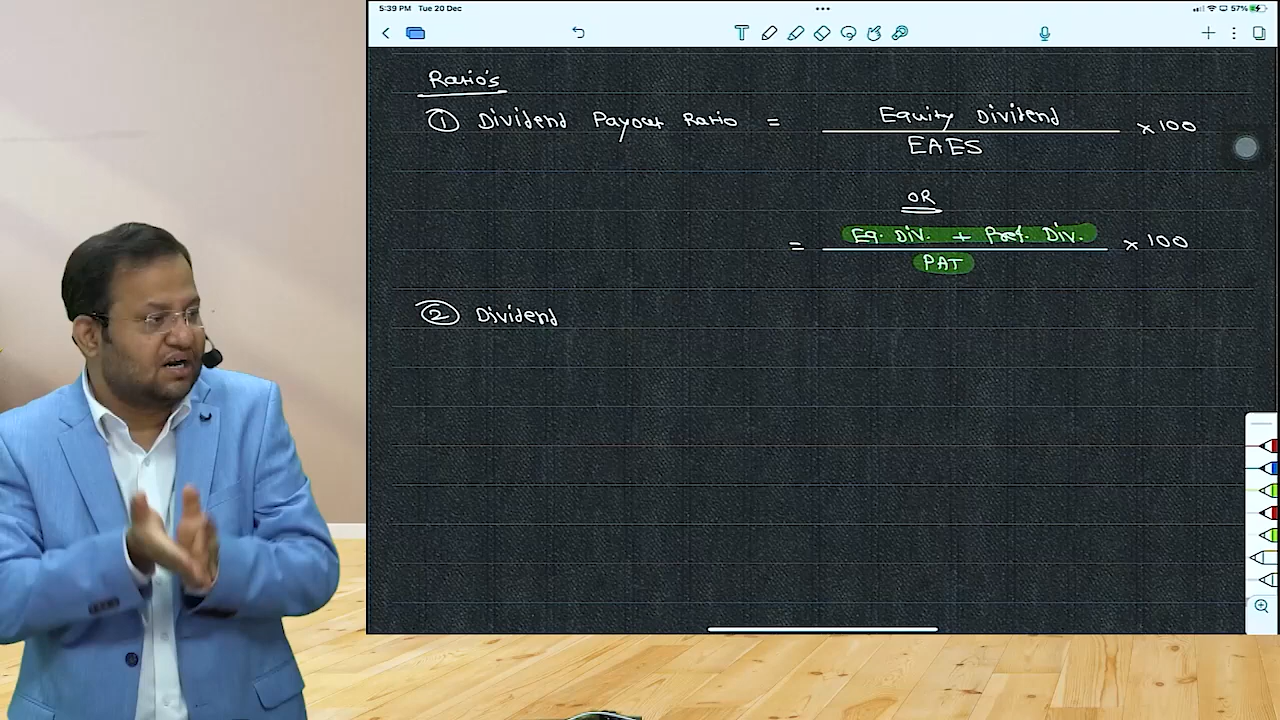 5:39 PM Tue 20 Dec
57%
Ratio's
① Dividend Payout Ratio = Equity Dividend × 100
EAES
OR
= Eq. Div. + Pref. Div. × 100
PAT
② Dividend